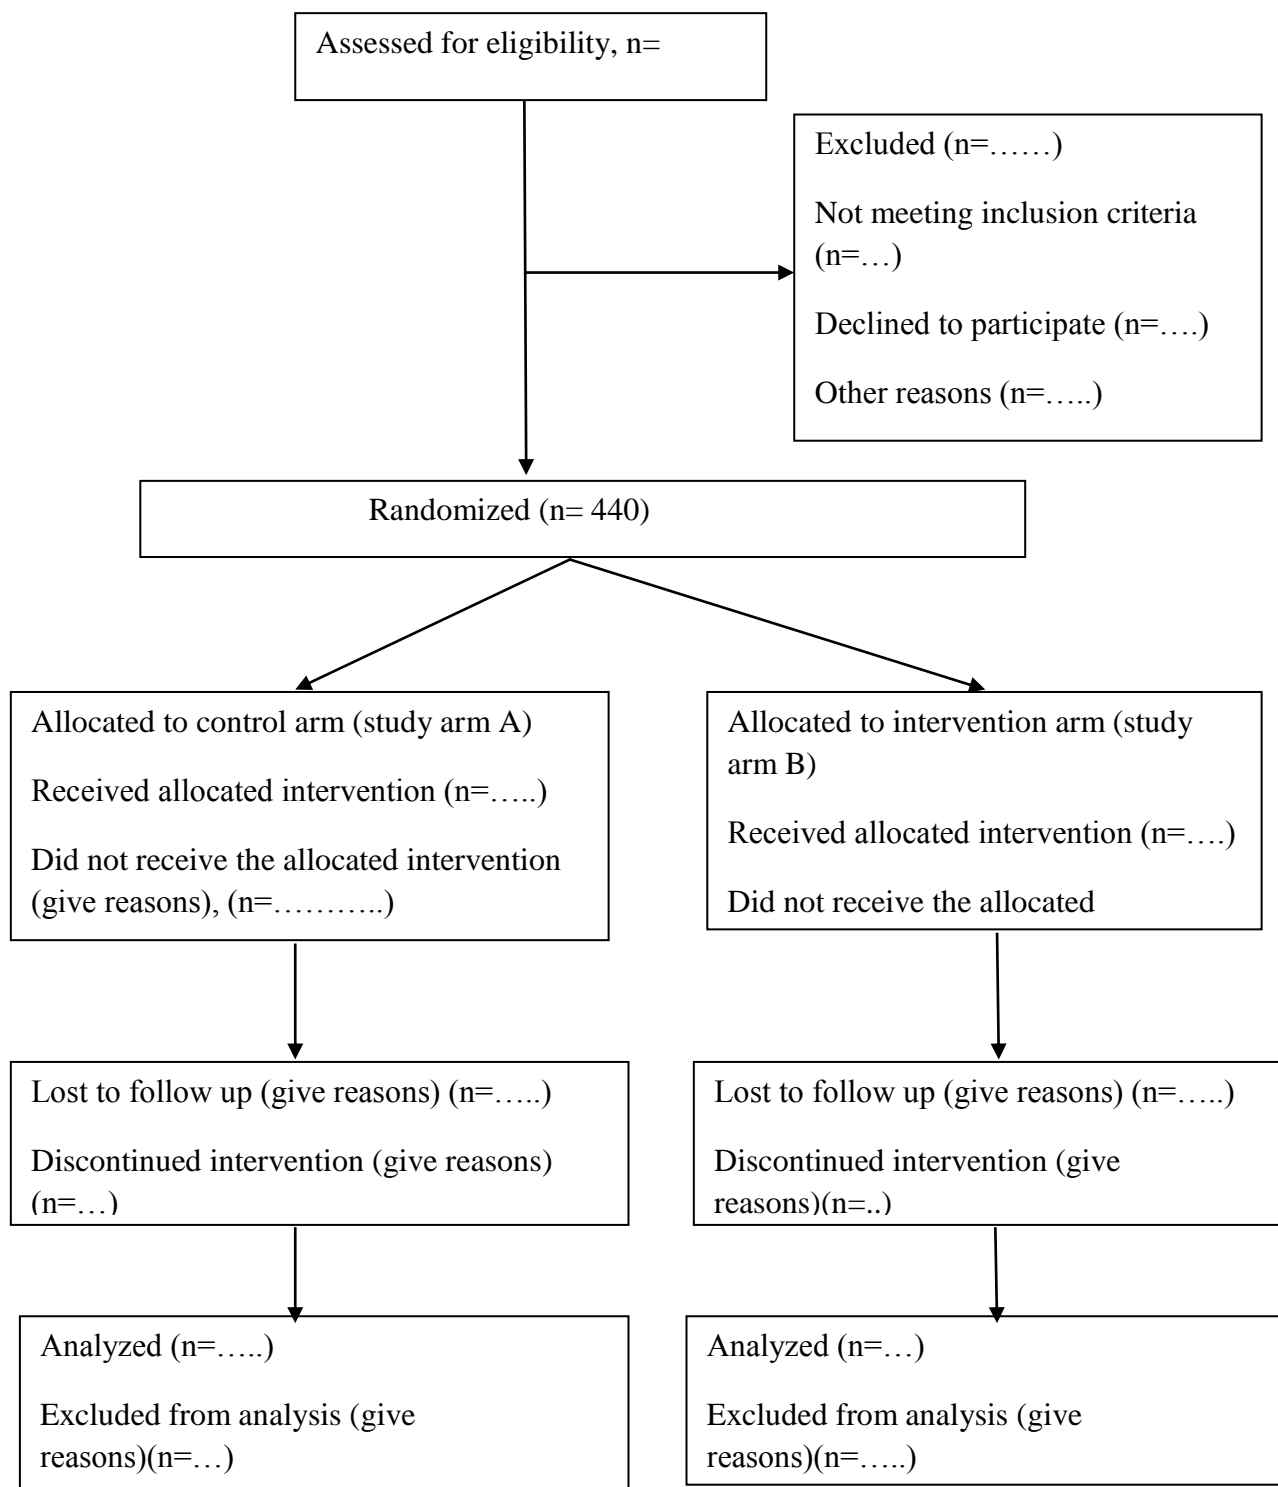 Assessed for eligibility, n=
Excluded (n=……)
Not meeting inclusion criteria
(n=…)
Declined to participate (n=….)
Other reasons (n=…..)
Randomized (n= 440)
Allocated to control arm (study arm A)
Received allocated intervention (n=…..)
Did not receive the allocated intervention
(give reasons), (n=………..)
Allocated to intervention arm (study
arm B)
Received allocated intervention (n=….)
Did not receive the allocated
Lost to follow up (give reasons) (n=…..)
Discontinued intervention (give reasons)
(n=…)
Lost to follow up (give reasons) (n=…..)
Discontinued intervention (give
reasons)(n=..)
Analyzed (n=…..)
Excluded from analysis (give
reasons)(n=…)
Analyzed (n=…)
Excluded from analysis (give
reasons)(n=…..)